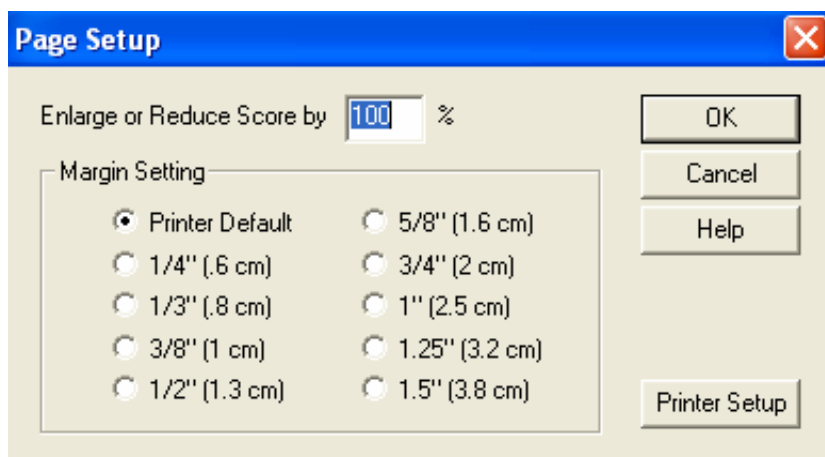 Page Setup
Enlarge or Reduce Score by 100 %
OK
Margin Setting
Cancel
Printer Default
5/8" (1.6 cm)
Help
1/4" (.6 cm)
3/4" (2 cm)
1/3" (.8 cm)
1" (2.5 cm)
3/8" (1 cm)
1.25" (3.2 cm)
1/2" (1.3 cm)
1.5" (3.8 cm)
Printer Setup